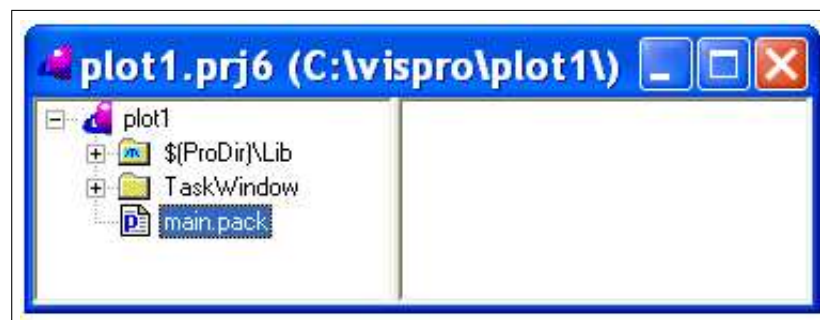 plot1.prj6 (C:\vispro\plot1\)
plot1
$(ProDir)\Lib
TaskWindow
main.pack